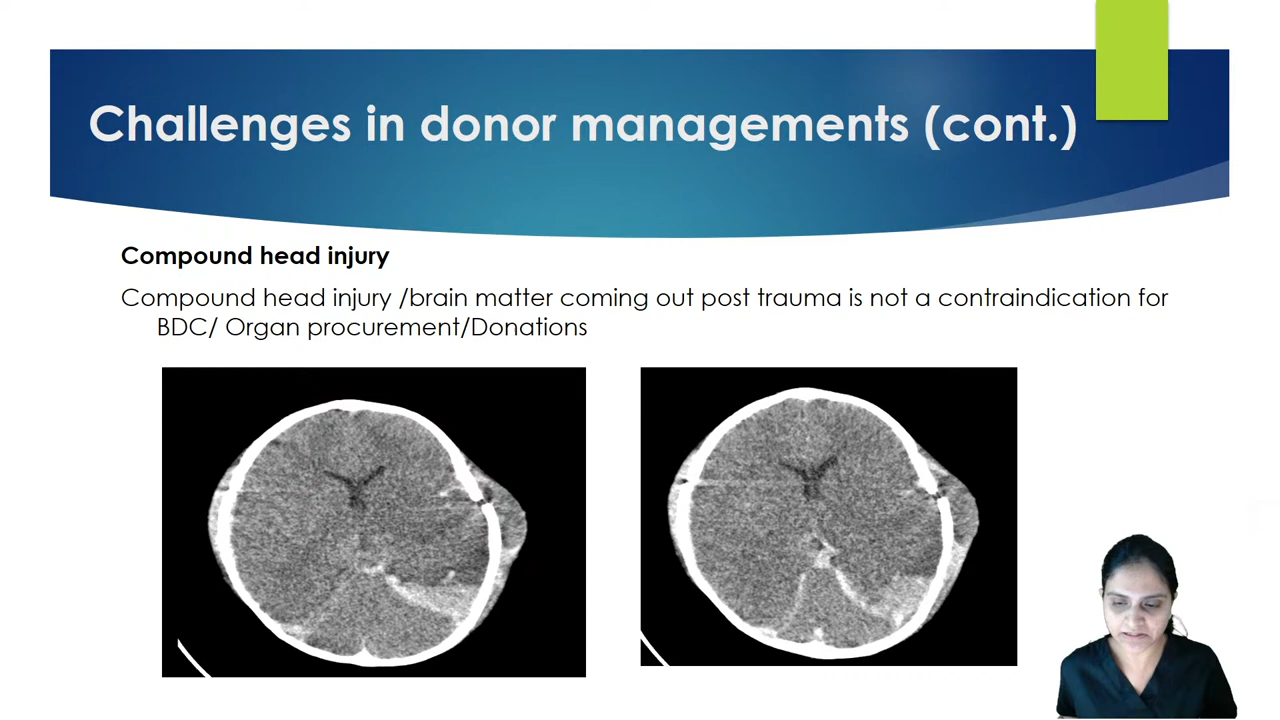 Challenges in donor managements (cont.)
Compound head injury
Compound head injury /brain matter coming out post trauma is not a contraindication for
BDC/ Organ procurement/Donations